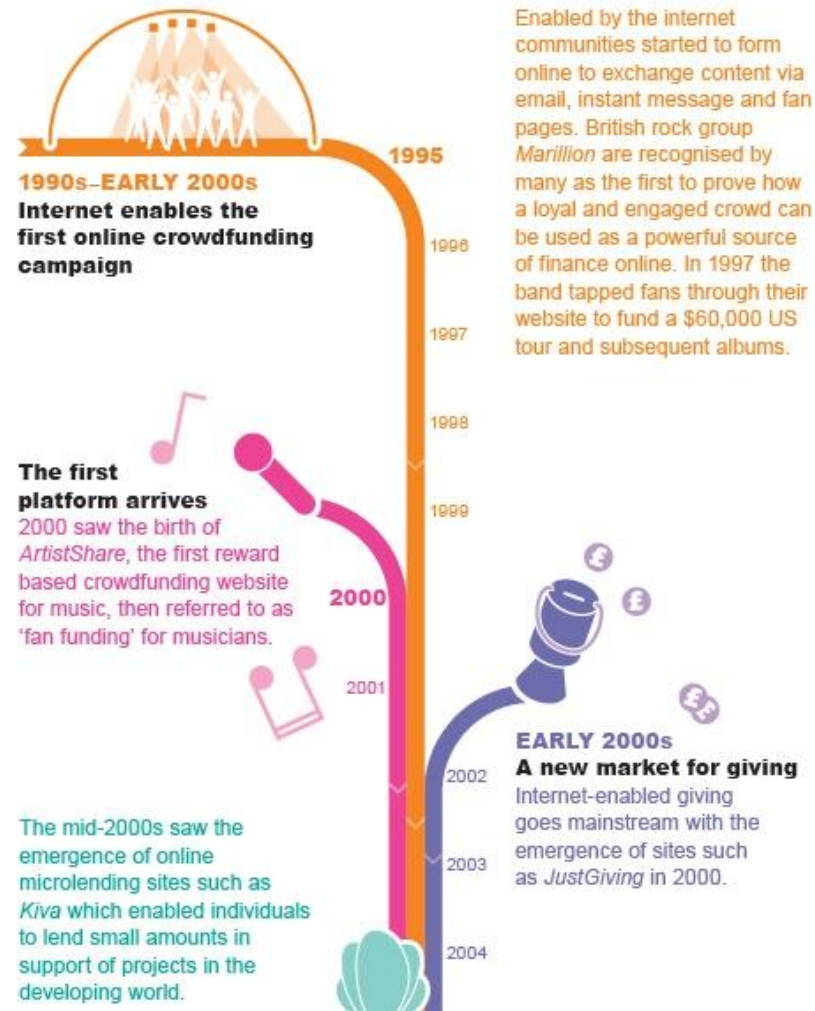 1990s–EARLY 2000s
Internet enables the
first online crowdfunding
campaign
Enabled by the internet
communities started to form
online to exchange content via
email, instant message and fan
pages. British rock group
Marillion are recognised by
many as the first to prove how
a loyal and engaged crowd can
be used as a powerful source
of finance online. In 1997 the
band tapped fans through their
website to fund a $60,000 US
tour and subsequent albums.
1995
1996
1997
1998
1999
The first
platform arrives
2000 saw the birth of
ArtistShare, the first reward
based crowdfunding website
for music, then referred to as
‘fan funding’ for musicians.
2000
2001
£
£
£
£
EARLY 2000s
A new market for giving
Internet-enabled giving
goes mainstream with the
emergence of sites such
as JustGiving in 2000.
2002
2003
2004
The mid-2000s saw the
emergence of online
microlending sites such as
Kiva which enabled individuals
to lend small amounts in
support of projects in the
developing world.